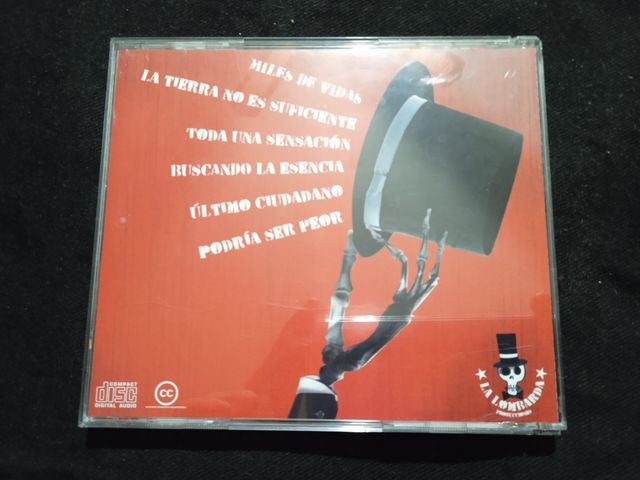 MILES DE VIDAS
LA TIERRA NO ES SUFICIENTE
TODA UNA SENSACIÓN
BUSCANDO LA ESENCIA
ÚLTIMO CIUDADANO
PODRÍA SER PEOR
COMPACT
disc
DIGITAL AUDIO
cc
LA LOMBARDA